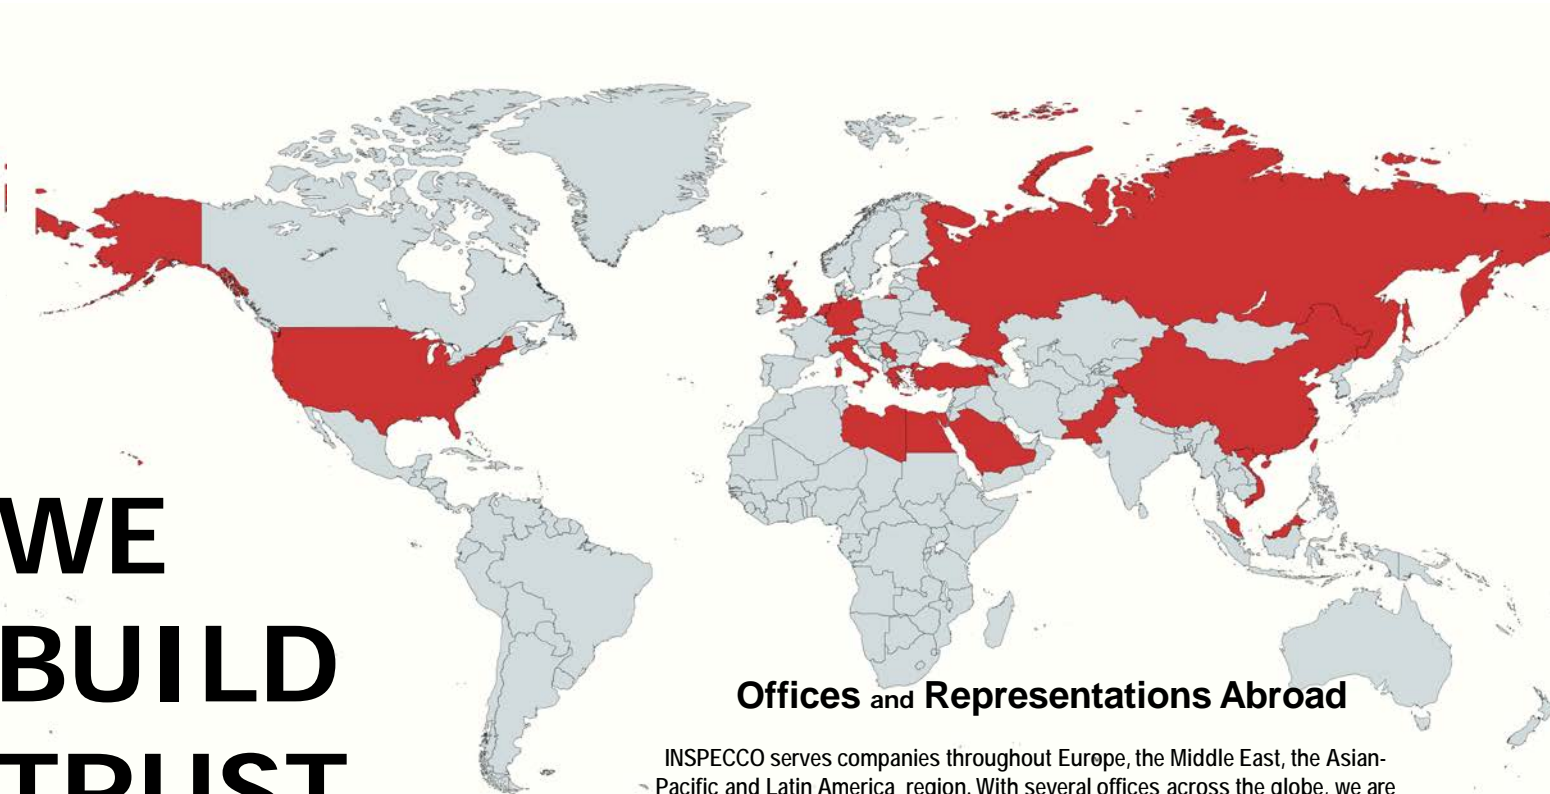 WE
BUILD
TRUST
Offices and Representations Abroad
INSPECCO serves companies throughout Europe, the Middle East, the Asian-
Pacific and Latin America region. With several offices across the globe, we are